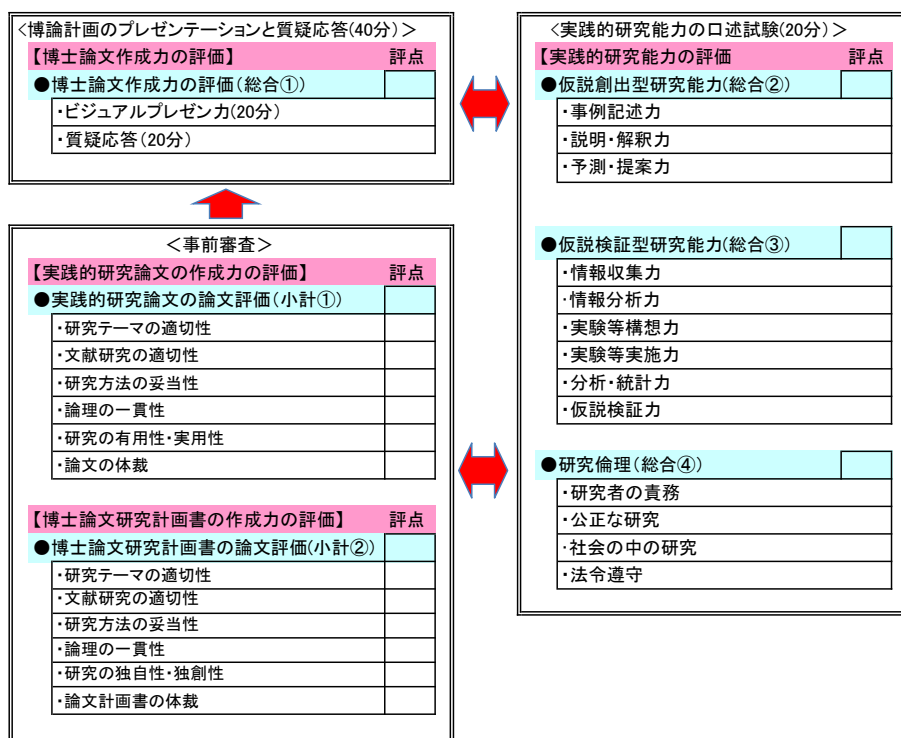 <博論計画のプレゼンテーションと質疑応答(40分)>
【博士論文作成力の評価】 評点
●博士論文作成力の評価(総合①)
・ビジュアルプレゼン力(20分)
・質疑応答(20分)
<事前審査>
【実践的研究論文の作成力の評価】 評点
●実践的研究論文の論文評価(小計①)
・研究テーマの適切性
・文献研究の適切性
・研究方法の妥当性
・論理の一貫性
・研究の有用性・実用性
・論文の体裁
【博士論文研究計画書の作成力の評価】 評点
●博士論文研究計画書の論文評価(小計②)
・研究テーマの適切性
・文献研究の適切性
・研究方法の妥当性
・論理の一貫性
・研究の独自性・独創性
・論文計画書の体裁
<実践的研究能力の口述試験(20分)>
【実践的研究能力の評価 評点
●仮説創出型研究能力(総合②)
・事例記述力
・説明・解釈力
・予測・提案力
●仮説検証型研究能力(総合③)
・情報収集力
・情報分析力
・実験等構想力
・実験等実施力
・分析・統計力
・仮説検証力
●研究倫理(総合④)
・研究者の責務
・公正な研究
・社会の中の研究
・法令遵守